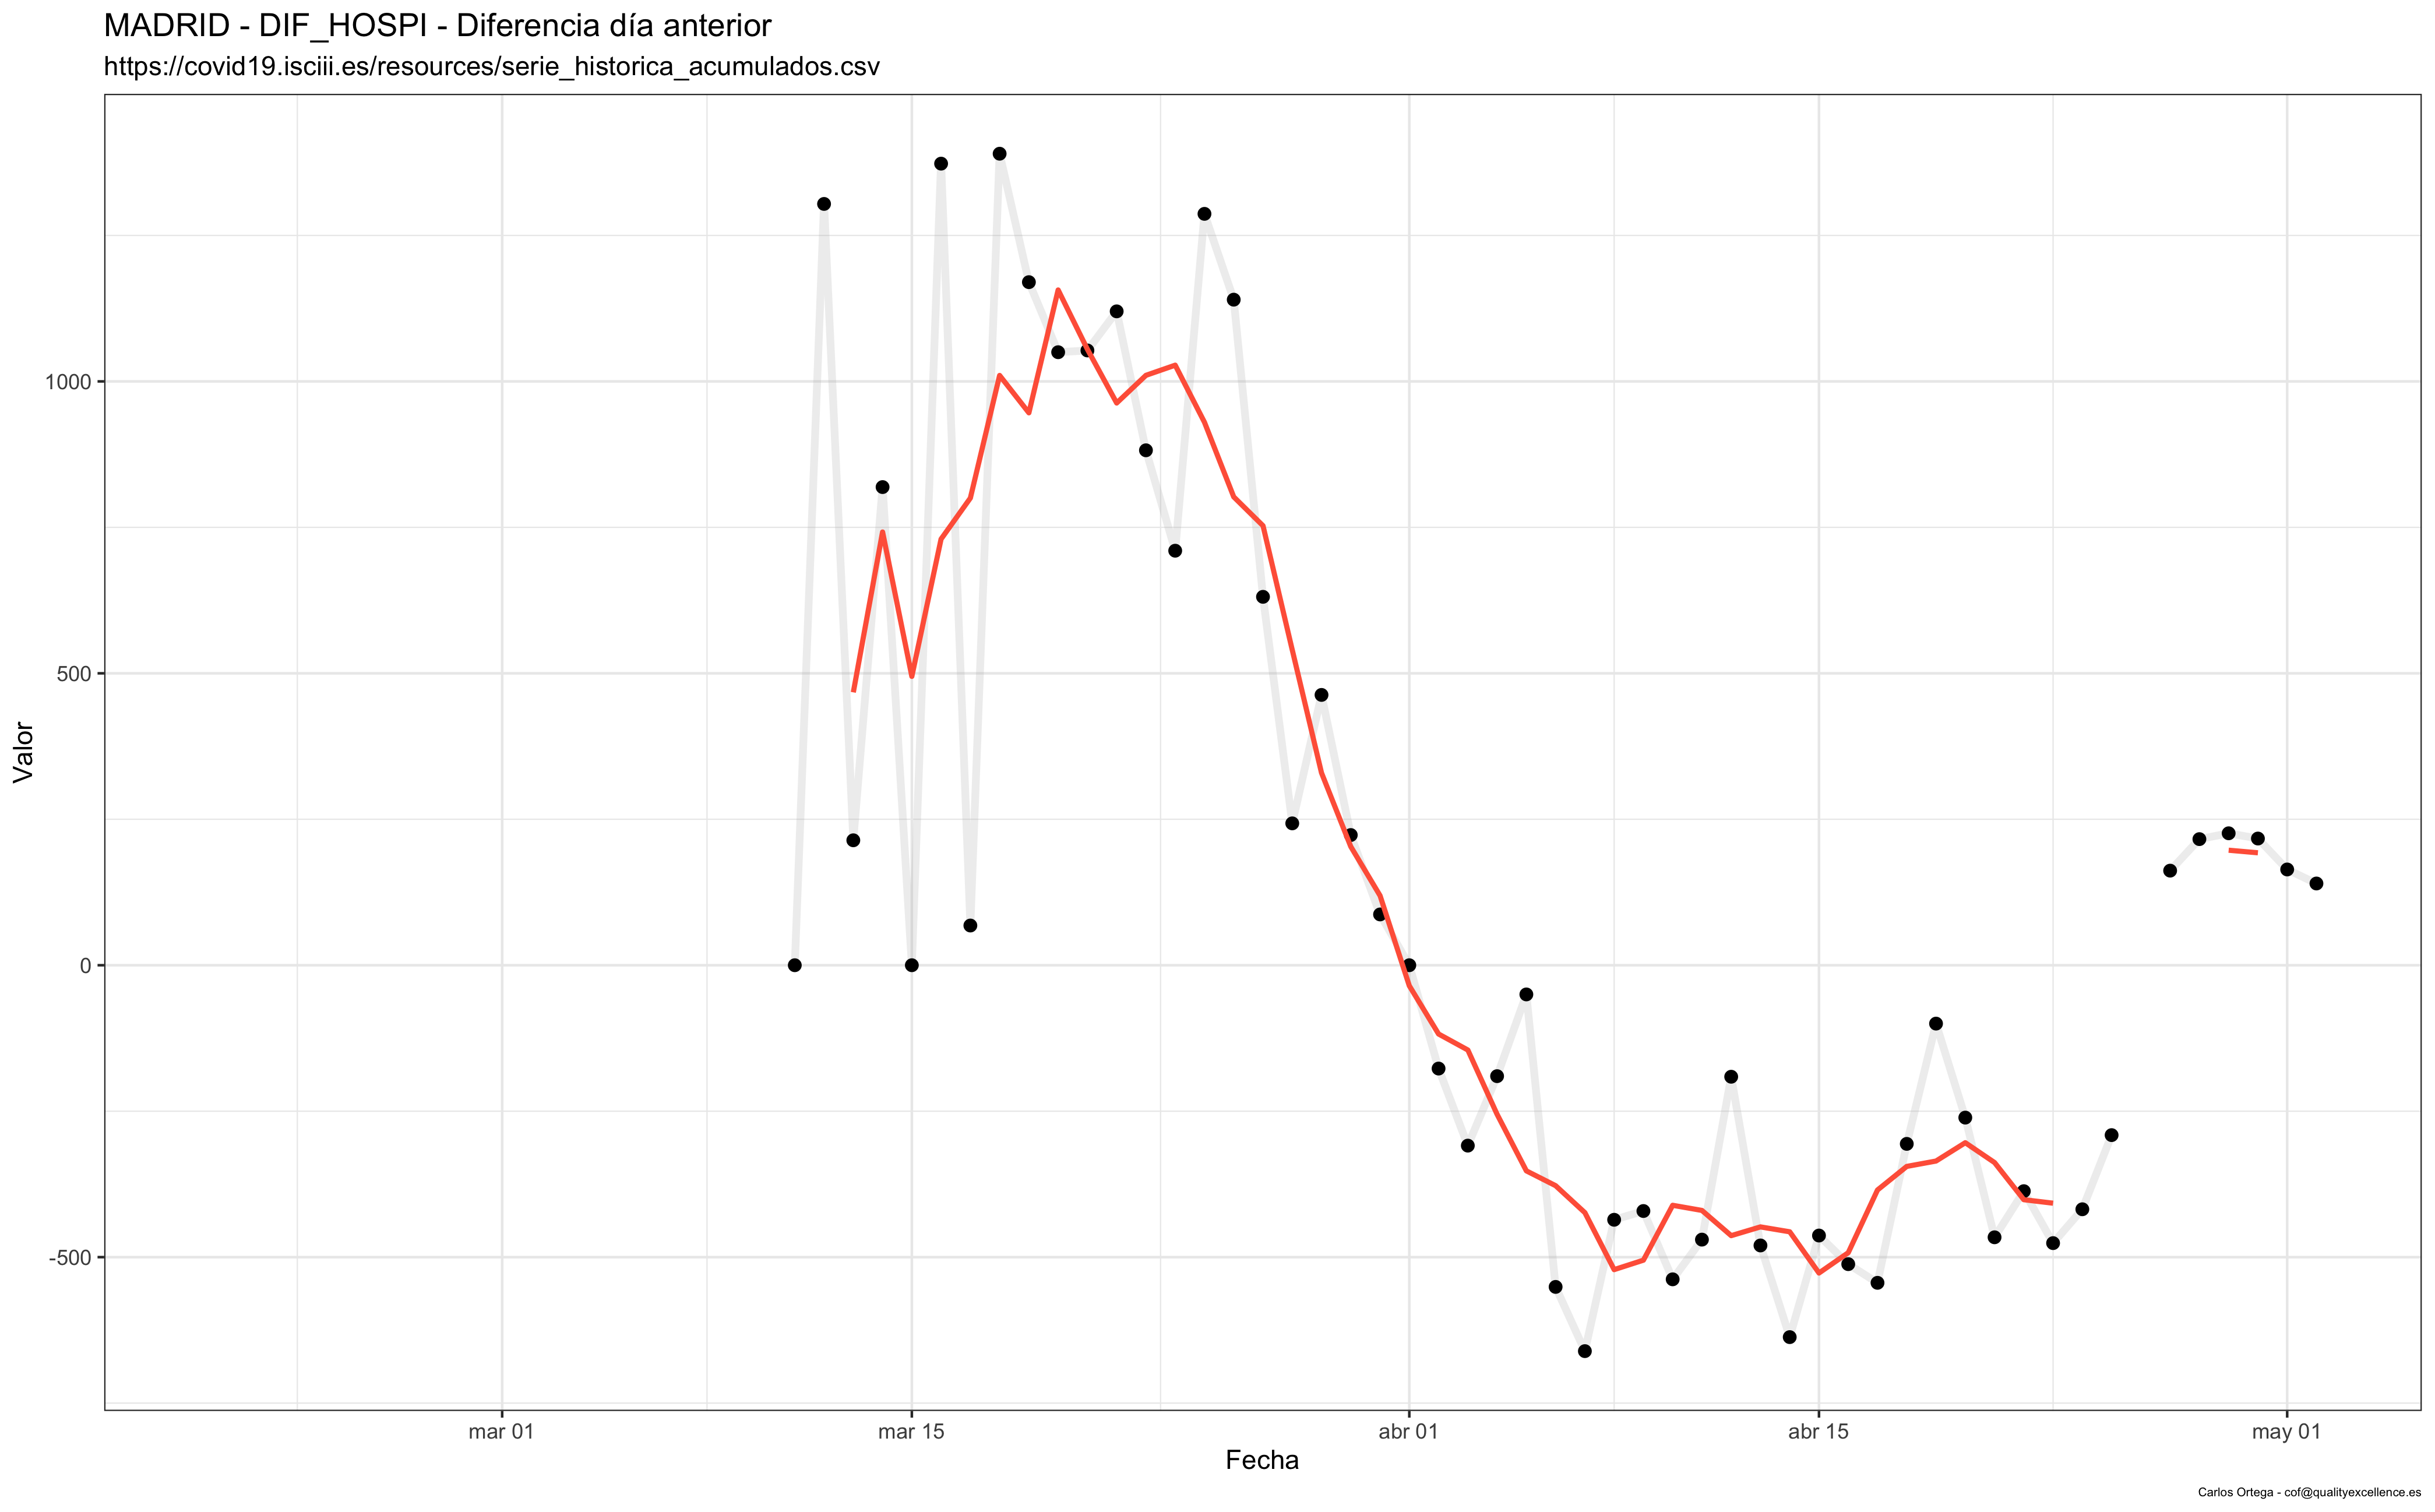 MADRID - DIF_HOSPI - Diferencia día anterior
https://covid19.isciii.es/resources/serie_historica_acumulados.csv
Valor
1000
500
0
-500
mar 01
mar 15
abr 01
abr 15
may 01
Fecha
Carlos Ortega - cof@qualityexcellence.es